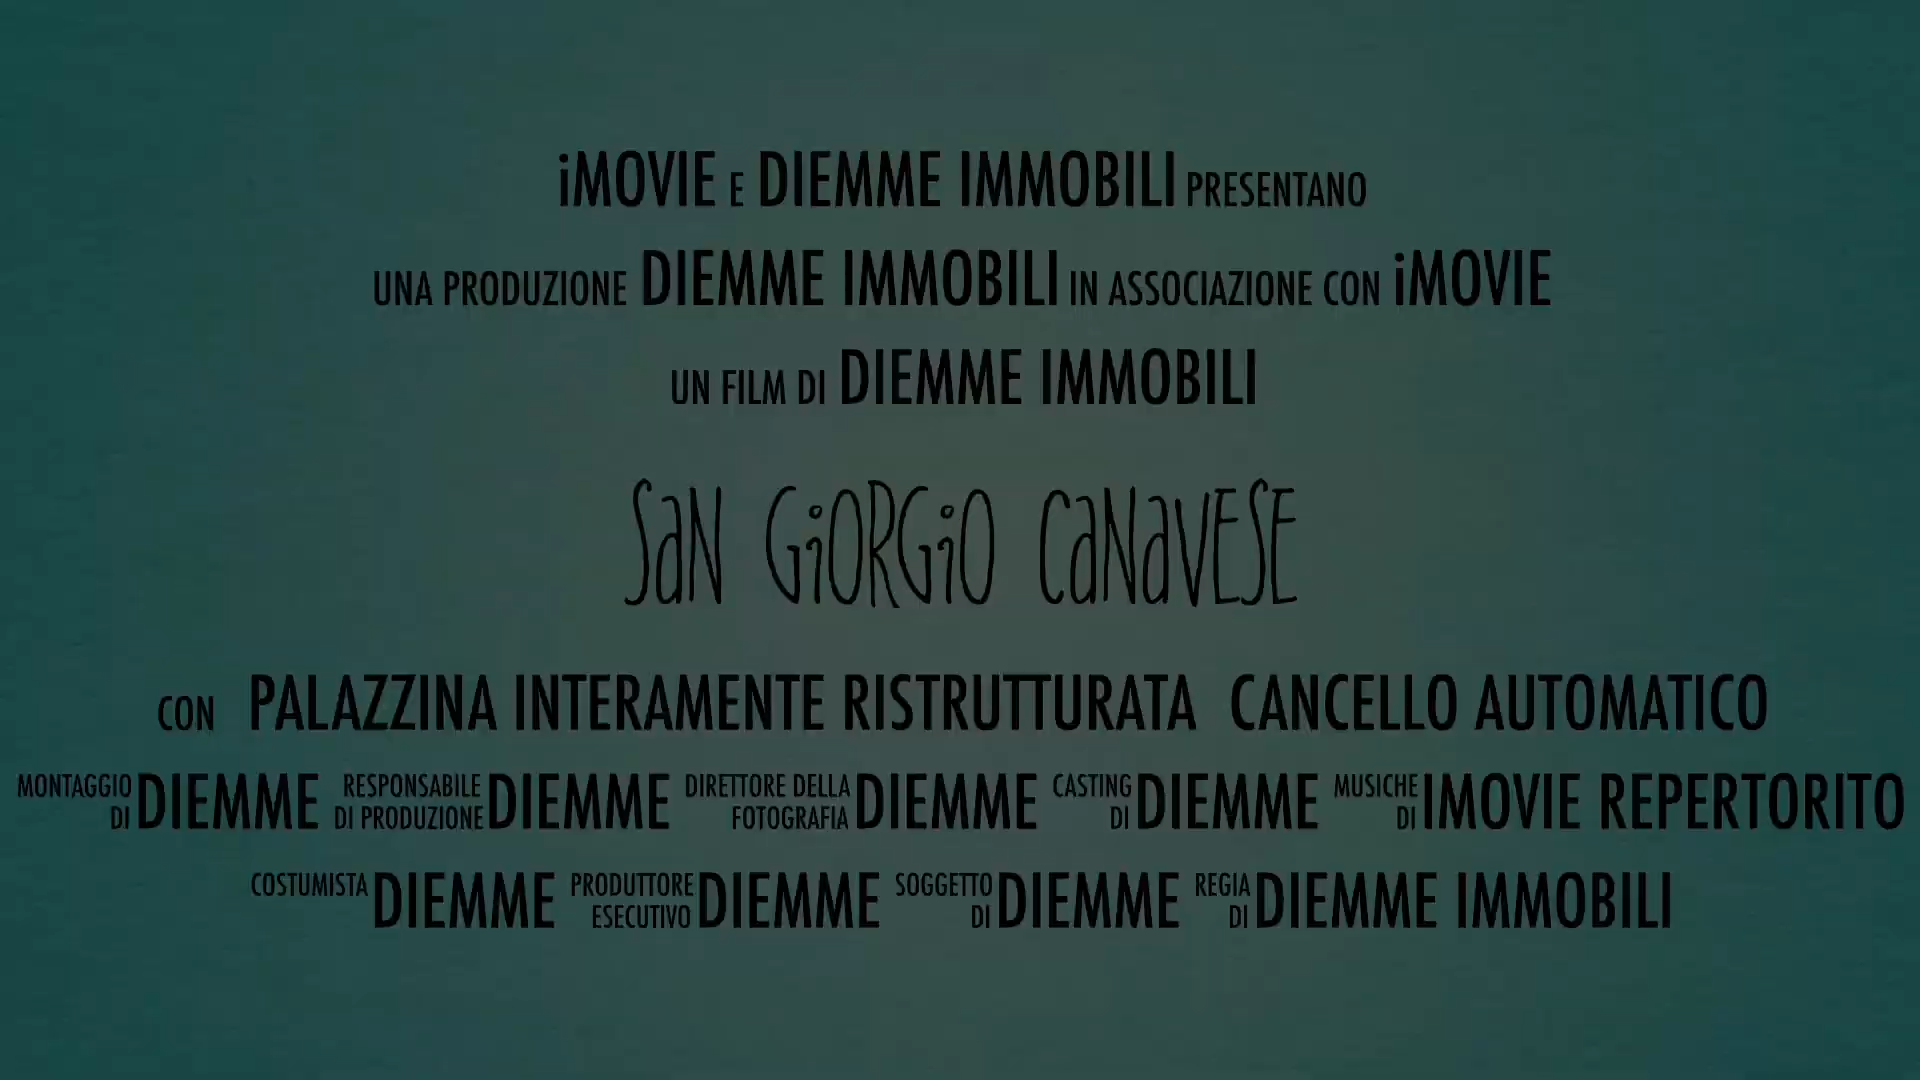 iMOVIE E DIEMME IMMOBILI PRESENTANO
UNA PRODUZIONE DIEMME IMMOBILI IN ASSOCIAZIONE CON iMOVIE
UN FILM DI DIEMME IMMOBILI
SaN GiORGiO CaNaVESE
CON PALAZZINA INTERAMENTE RISTRUTTURATA CANCELLO AUTOMATICO
MONTAGGIO DI DIEMME RESPONSABILE DI PRODUZIONE DIEMME DIRETTORE DELLA FOTOGRAFIA DIEMME CASTING DI DIEMME MUSICHE DI IMOVIE REPERTORITO
COSTUMISTA DIEMME PRODUTTORE ESECUTIVO DIEMME SOGGETTO DI DIEMME REGIA DI DIEMME IMMOBILI